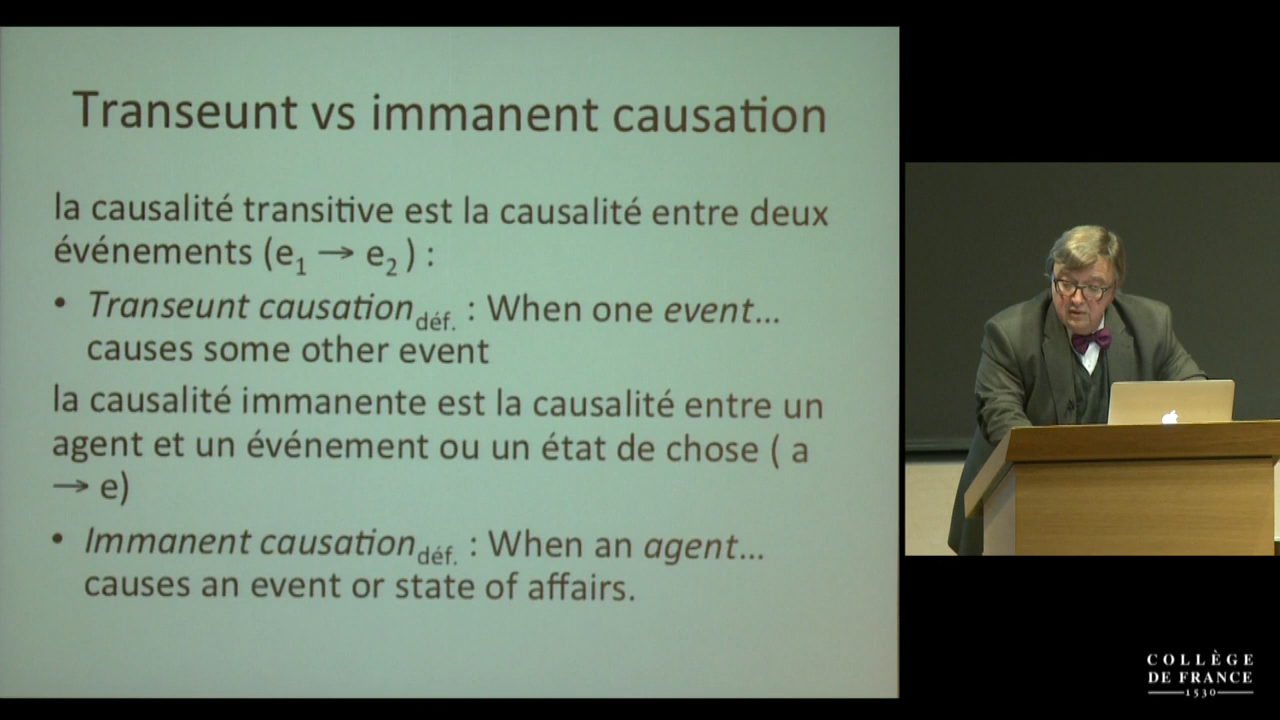 Transeunt vs immanent causation
la causalité transitive est la causalité entre deux
événements (e₁ → e₂ ) :
• Transeunt causation déf. : When one event...
causes some other event
la causalité immanente est la causalité entre un
agent et un événement ou un état de chose ( a
→ e)
• Immanent causation déf. : When an agent...
causes an event or state of affairs.
COLLÈGE
DE FRANCE
1530